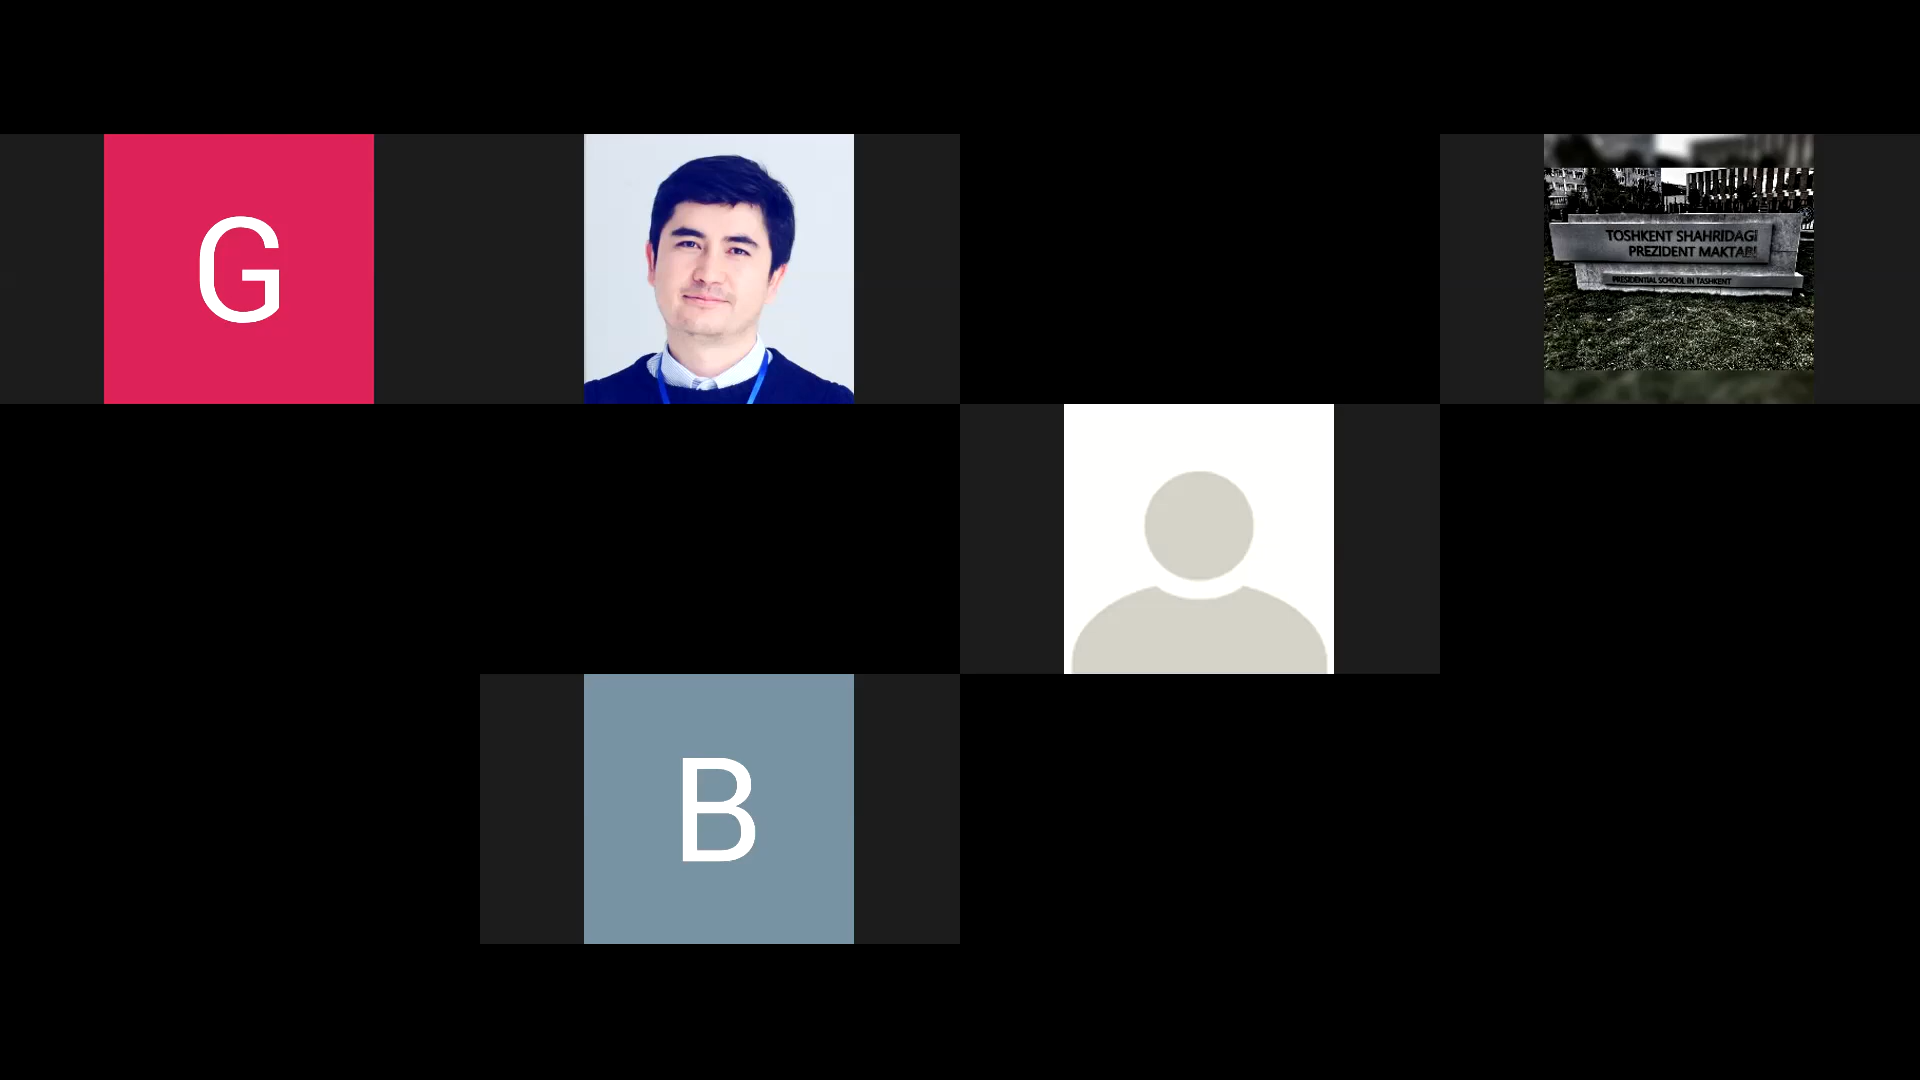 G
TOSHKENT SHAHRIDAGI
PREZIDENT MAKTABI
PRESIDENTIAL SCHOOL IN TASHKENT
B